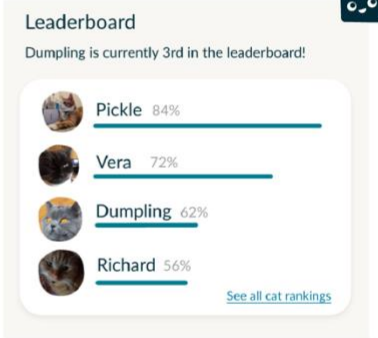 Leaderboard
Dumpling is currently 3rd in the leaderboard!
Pickle 84%
Vera 72%
Dumpling 62%
Richard 56%
See all cat rankings